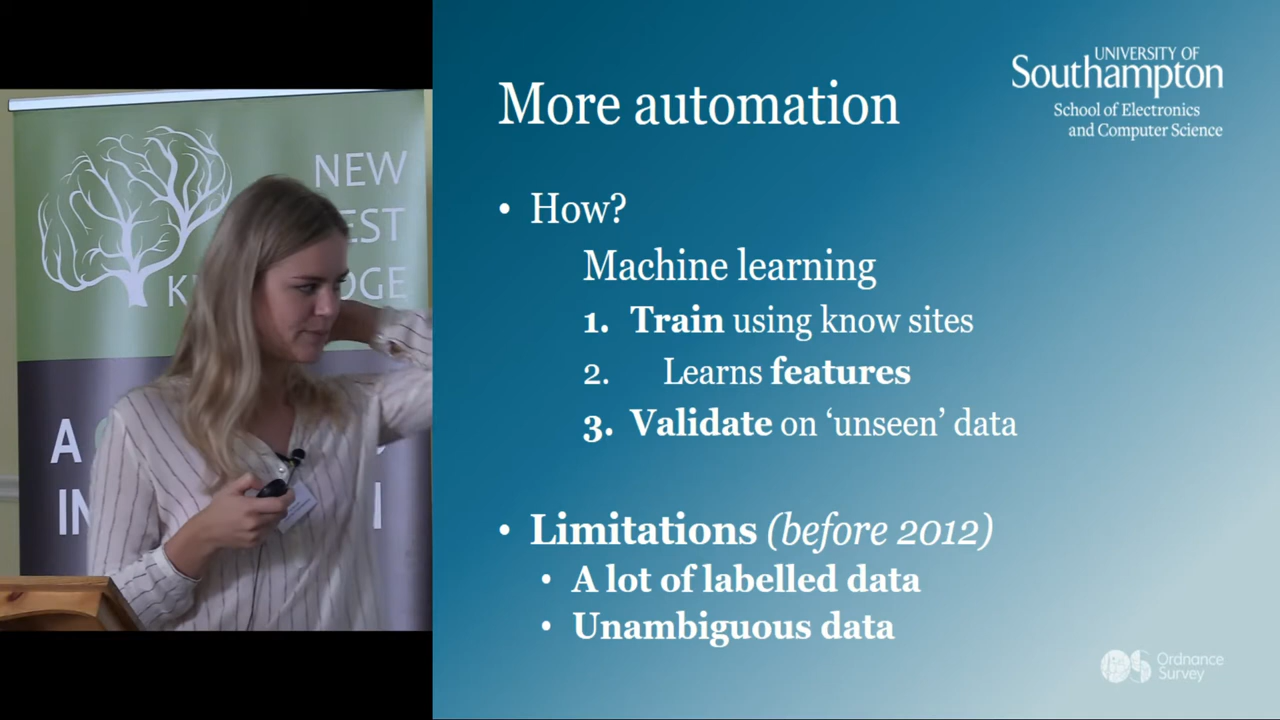 NEW
EST
DGE
A
UNIVERSITY OF
Southampton
School of Electronics
and Computer Science
More automation
• How?
Machine learning
1. Train using know sites
2. Learns features
3. Validate on ‘unseen’ data
• Limitations (before 2012)
• A lot of labelled data
• Unambiguous data
Ordnance
Survey